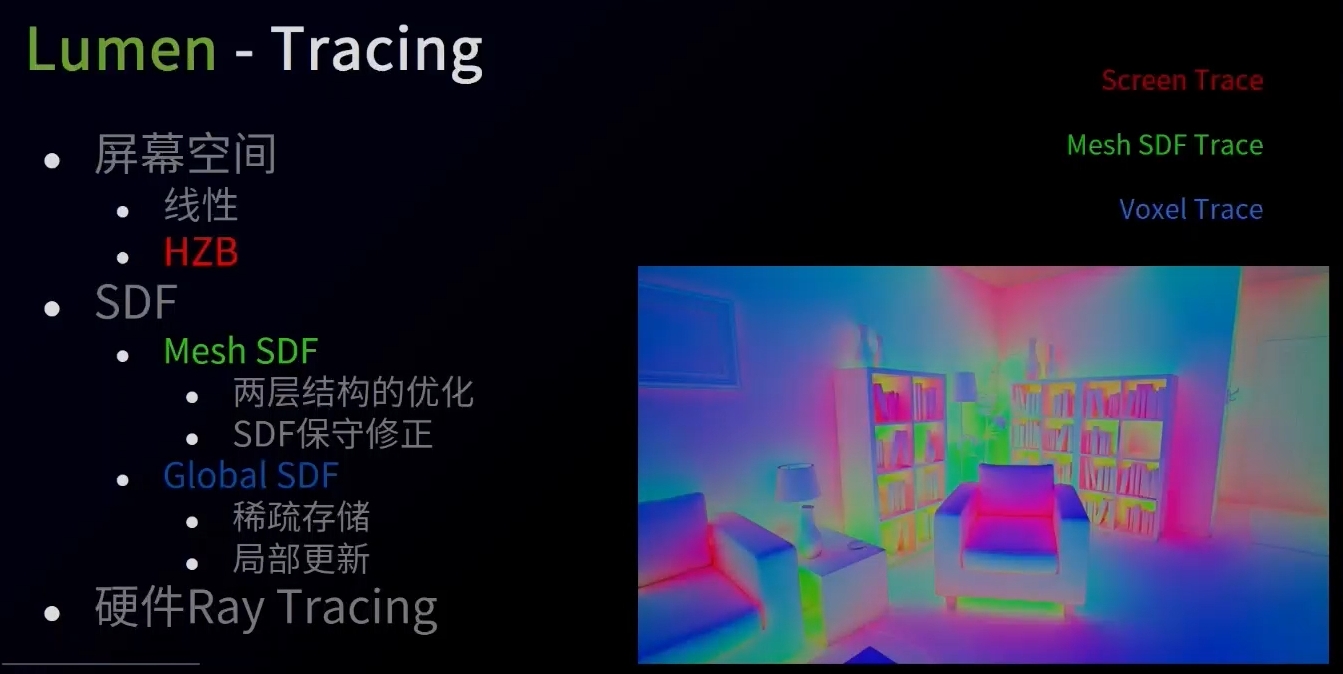 Lumen - Tracing
屏幕空间
线性
HZB
SDF
Mesh SDF
两层结构的优化
SDF保守修正
Global SDF
稀疏存储
局部更新
硬件Ray Tracing
Screen Trace
Mesh SDF Trace
Voxel Trace